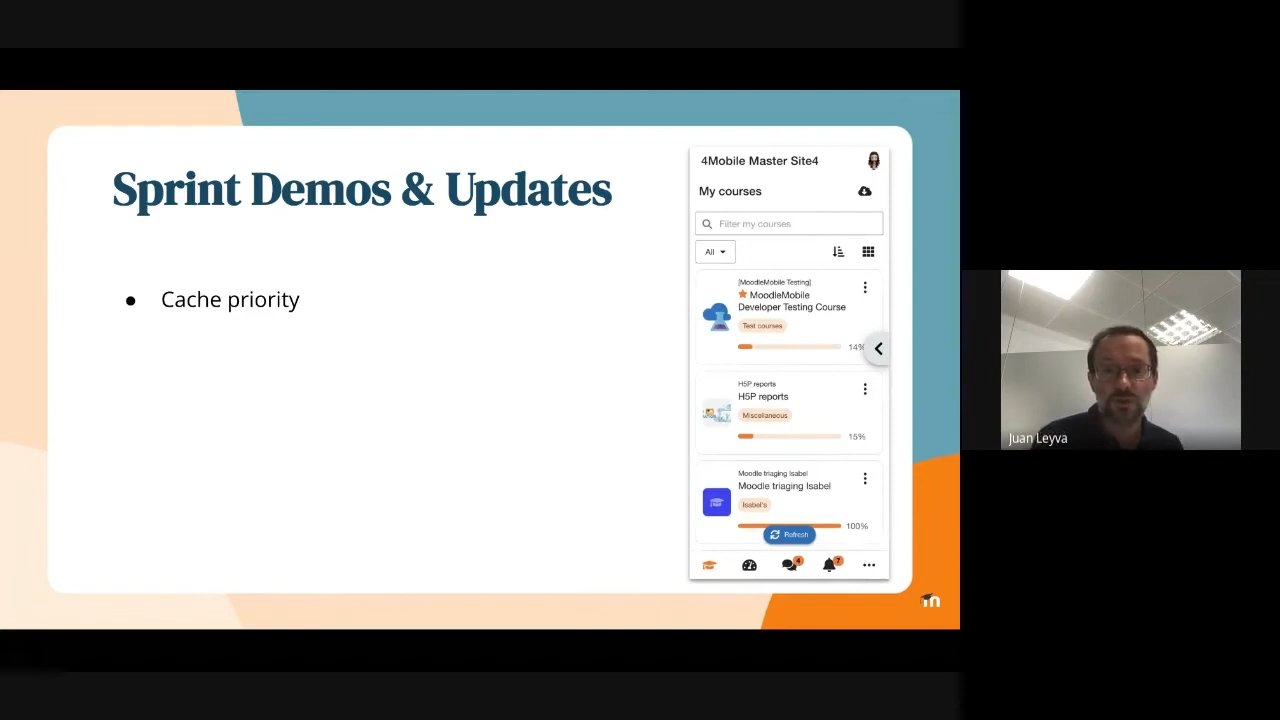 Sprint Demos & Updates
● Cache priority
4Mobile Master Site4
My courses
Filter my courses
All
[MoodleMobile Testing]
MoodleMobile
Developer Testing Course
Test courses
14%
H5P reports
H5P reports
Miscellaneous
15%
Moodle triaging Isabel
Moodle triaging Isabel
Isabel's
100%
Refresh
4
7
m
Juan Leyva